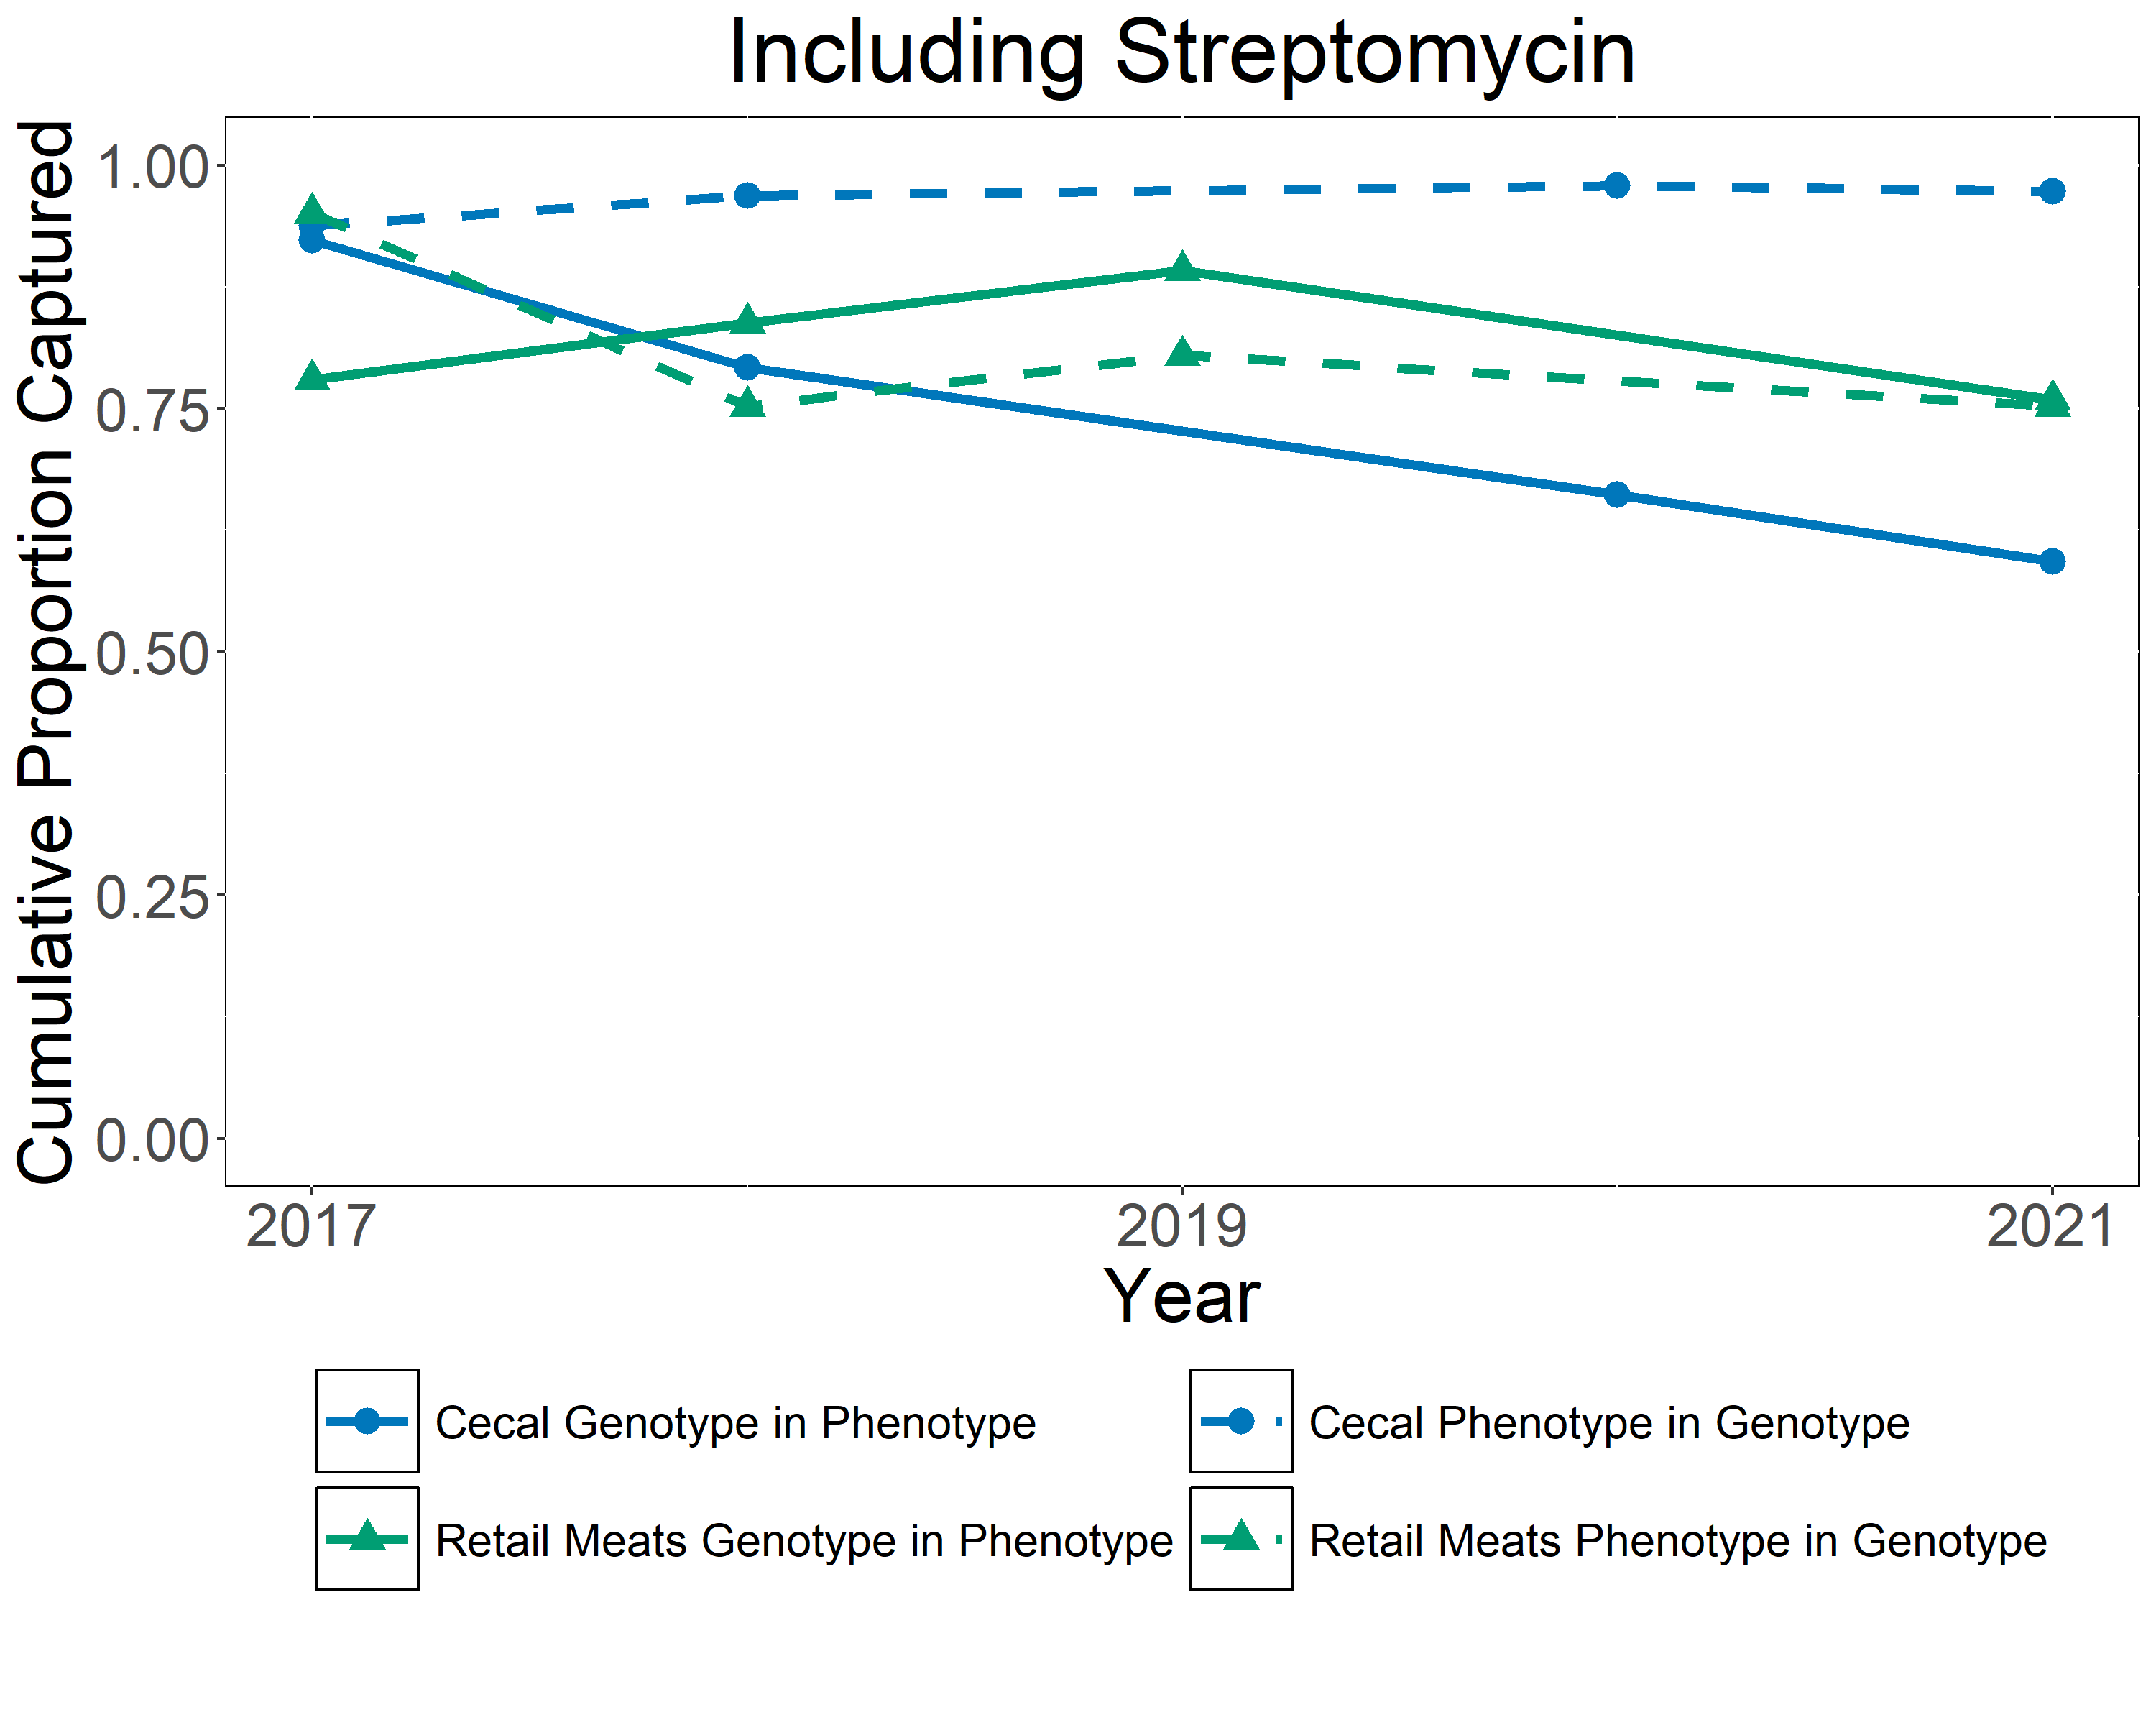 Including Streptomycin
Cumulative Proportion Captured
1.00
0.75
0.50
0.25
0.00
2017 2019 2021
Year
Cecal Genotype in Phenotype Cecal Phenotype in Genotype
Retail Meats Genotype in Phenotype Retail Meats Phenotype in Genotype